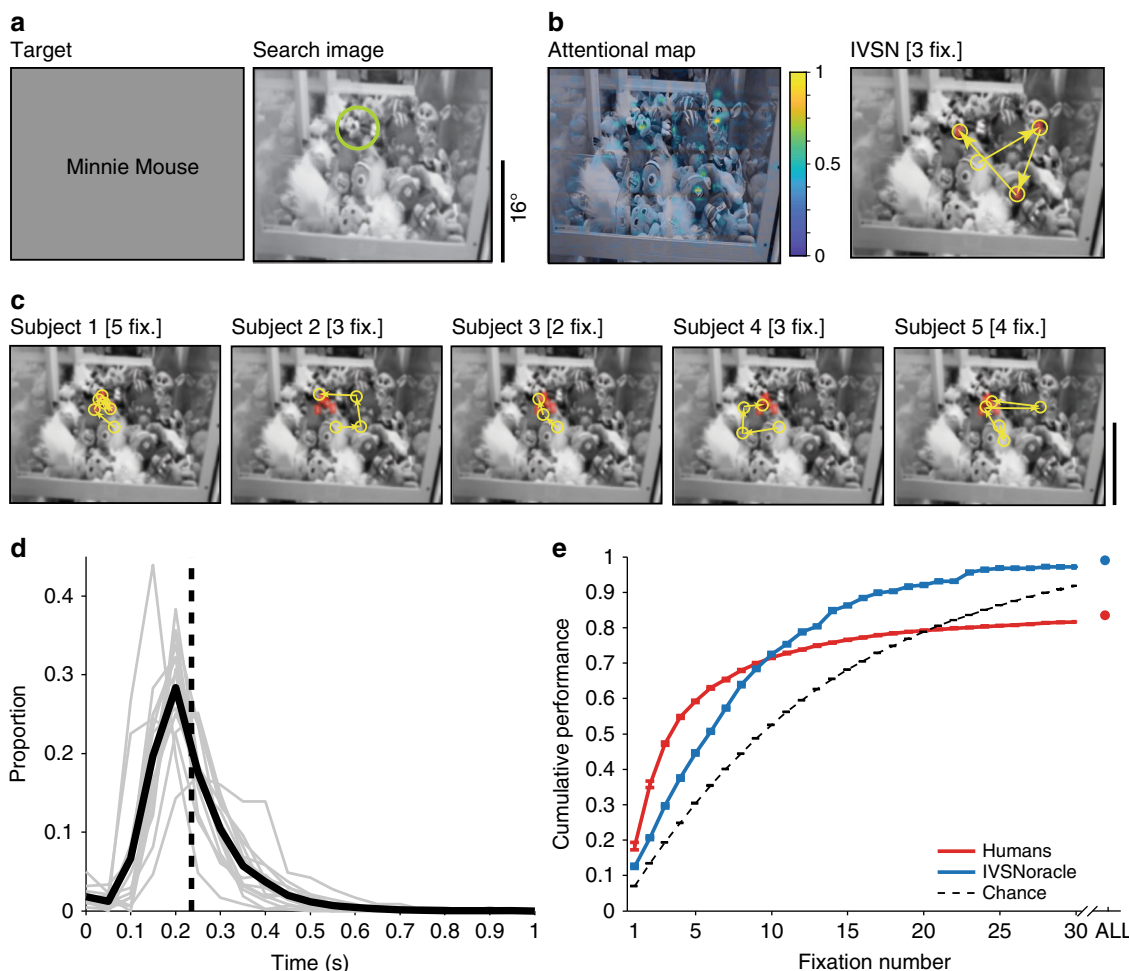 a
Target
Search image
Minnie Mouse
16°
b
Attentional map
IVSN [3 fix.]
1
0.5
0
c
Subject 1 [5 fix.]
Subject 2 [3 fix.]
Subject 3 [2 fix.]
Subject 4 [3 fix.]
Subject 5 [4 fix.]
d
Proportion
0.4
0.3
0.2
0.1
0
0 0.1 0.2 0.3 0.4 0.5 0.6 0.7 0.8 0.9 1
Time (s)
e
Cumulative performance
1
0.9
0.8
0.7
0.6
0.5
0.4
0.3
0.2
0.1
0
Humans
IVSNoracle
Chance
1 5 10 15 20 25 30 ALL
Fixation number